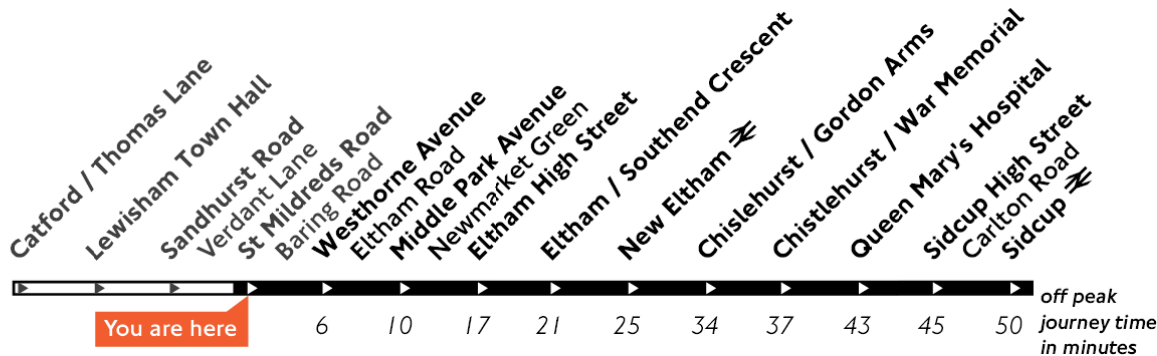 Catford / Thomas Lane
Lewisham Town Hall
Sandhurst Road
Verdant Lane
St Mildreds Road
Baring Road
Westhorne Avenue
Eltham Road
Middle Park Avenue
Newmarket Green
Eltham High Street
Eltham / Southend Crescent
New Eltham
Chislehurst / Gordon Arms
Chistlehurst / War Memorial
Queen Mary's Hospital
Sidcup High Street
Carlton Road
Sidcup
You are here
6 10 17 21 25 34 37 43 45 50
off peak
journey time
in minutes